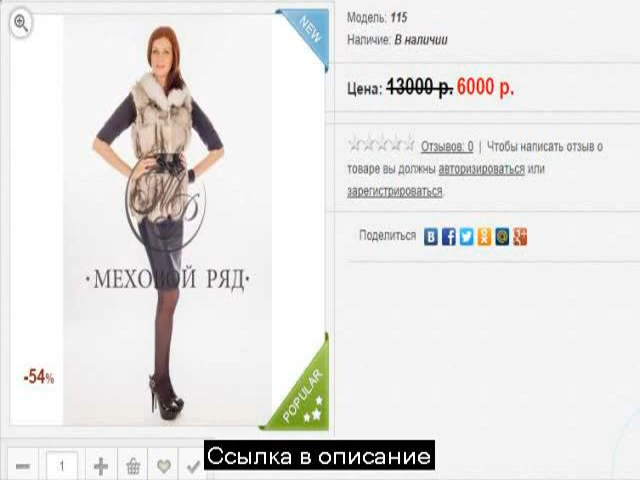 NEW
Модель: 115
Наличие: В наличии
Цена: 13000 р. 6000 р.
Отзывов: 0 | Чтобы написать отзыв о
товаре вы должны авторизироваться или
зарегистрироваться.
Поделиться
·МЕХОВОЙ РЯД·
-54%
POPULAR
1
Ссылка в описание